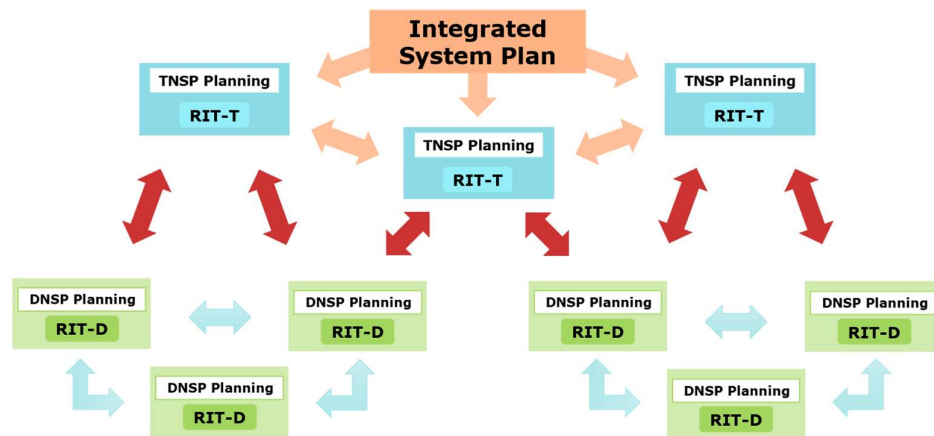 Integrated
System Plan
TNSP Planning
RIT-T
TNSP Planning
RIT-T
TNSP Planning
RIT-T
DNSP Planning
RIT-D
DNSP Planning
RIT-D
DNSP Planning
RIT-D
DNSP Planning
RIT-D
DNSP Planning
RIT-D
DNSP Planning
RIT-D